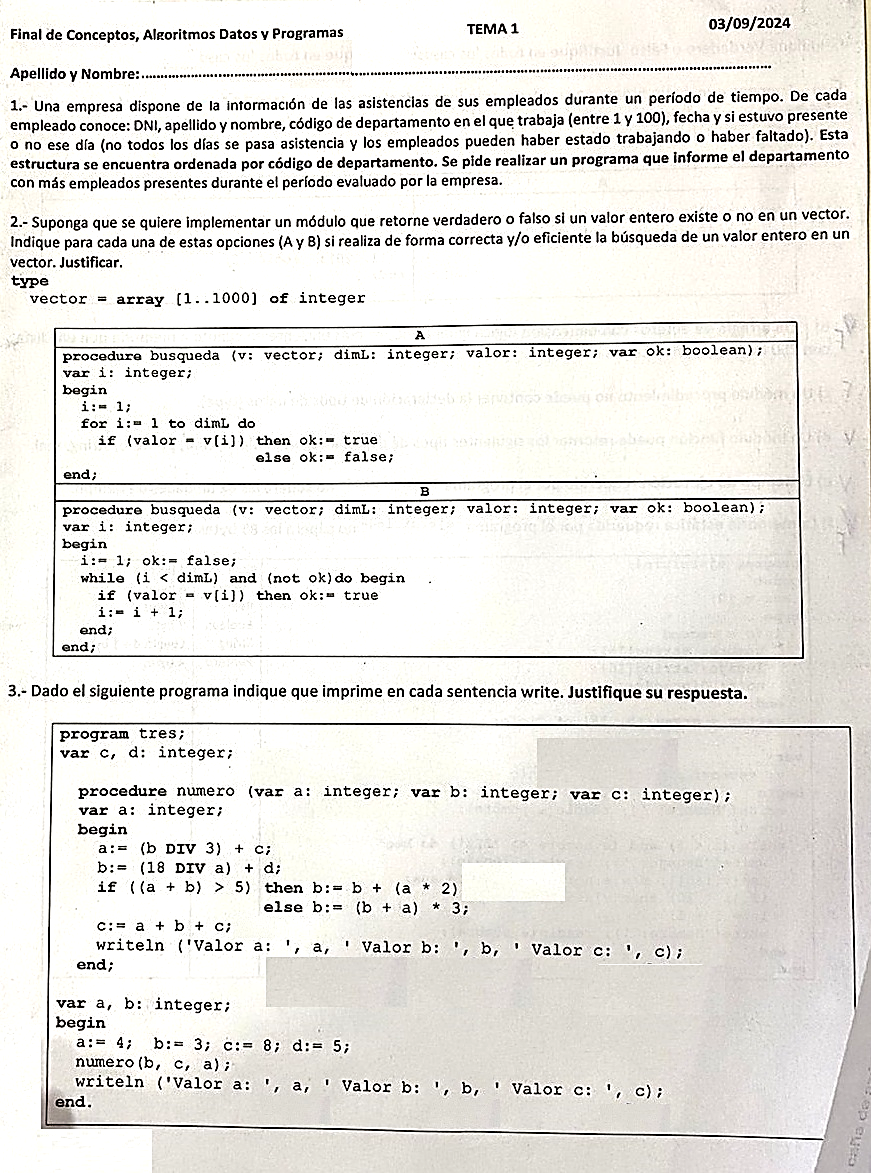 Final de Conceptos, Algoritmos Datos y Programas TEMA 1 03/09/2024
Apellido y Nombre:
1.- Una empresa dispone de la información de las asistencias de sus empleados durante un período de tiempo. De cada
empleado conoce: DNI, apellido y nombre, código de departamento en el que trabaja (entre 1 y 100), fecha y si estuvo presente
o no ese día (no todos los días se pasa asistencia y los empleados pueden haber estado trabajando o haber faltado). Esta
estructura se encuentra ordenada por código de departamento. Se pide realizar un programa que informe el departamento
con más empleados presentes durante el período evaluado por la empresa.
2.- Suponga que se quiere implementar un módulo que retorne verdadero o falso si un valor entero existe o no en un vector.
Indique para cada una de estas opciones (A y B) si realiza de forma correcta y/o eficiente la búsqueda de un valor entero en un
vector. Justificar.
type
vector = array [1..1000] of integer
A
procedure busqueda (v: vector; dimL: integer; valor: integer; var ok: boolean);
var i: integer;
begin
i:= 1;
for i:= 1 to dimL do
if (valor = v[i]) then ok:= true
else ok:= false;
end;
B
procedure busqueda (v: vector; dimL: integer; valor: integer; var ok: boolean);
var i: integer;
begin
i:= 1; ok:= false;
while (i < dimL) and (not ok)do begin
if (valor = v[i]) then ok:= true
i:= i + 1;
end;
end;
3.- Dado el siguiente programa indique que imprime en cada sentencia write. Justifique su respuesta.
program tres;
var c, d: integer;
procedure numero (var a: integer; var b: integer; var c: integer);
var a: integer;
begin
a:= (b DIV 3) + c;
b:= (18 DIV a) + d;
if ((a + b) > 5) then b:= b + (a * 2)
else b:= (b + a) * 3;
c:= a + b + c;
writeln ('Valor a: ', a, ' Valor b: ', b, ' Valor c: ', c);
end;
var a, b: integer;
begin
a:= 4; b:= 3; c:= 8; d:= 5;
numero(b, c, a);
writeln ('Valor a: ', a, ' Valor b: ', b, ' Valor c: ', c);
end.